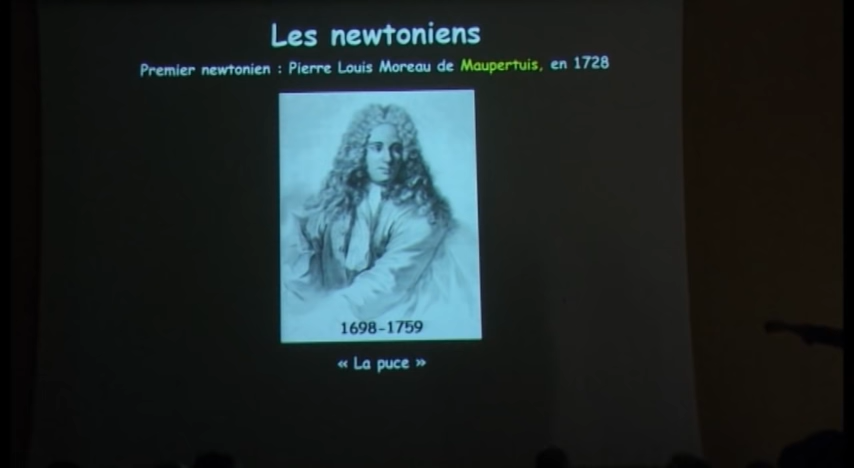 Les newtoniens
Premier newtonien : Pierre Louis Moreau de Maupertuis, en 1728
1698-1759
« La puce »